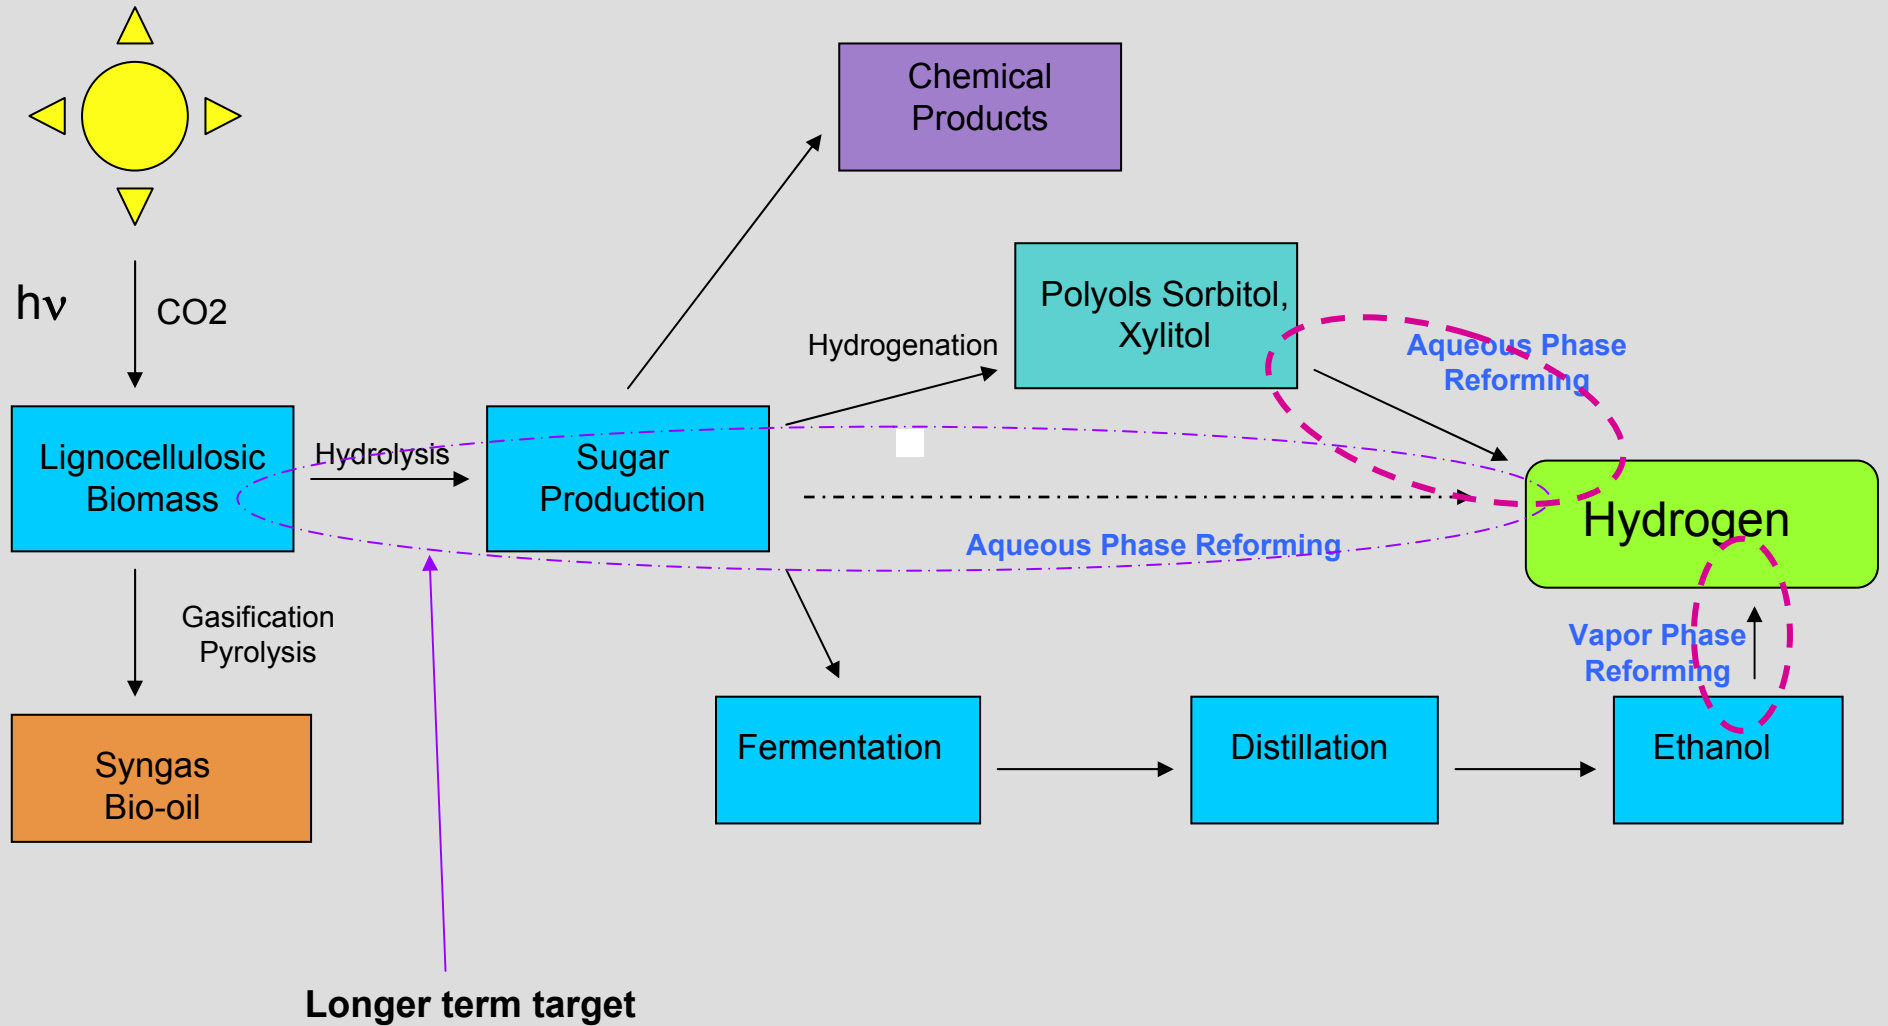 Chemical
Products
hν
CO2
Polyols Sorbitol,
Xylitol
Hydrogenation
Aqueous Phase
Reforming
Lignocellulosic
Biomass
Hydrolysis
Sugar
Production
Aqueous Phase Reforming
Hydrogen
Gasification
Pyrolysis
Vapor Phase
Reforming
Syngas
Bio-oil
Fermentation
Distillation
Ethanol
Longer term target